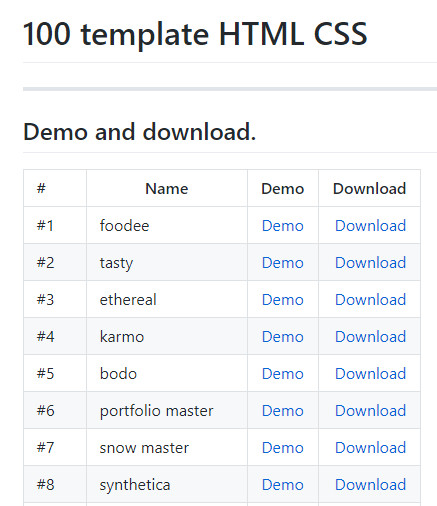 100 template HTML CSS
Demo and download.
# Name Demo Download
#1 foodee Demo Download
#2 tasty Demo Download
#3 ethereal Demo Download
#4 karmo Demo Download
#5 bodo Demo Download
#6 portfolio master Demo Download
#7 snow master Demo Download
#8 synthetica Demo Download